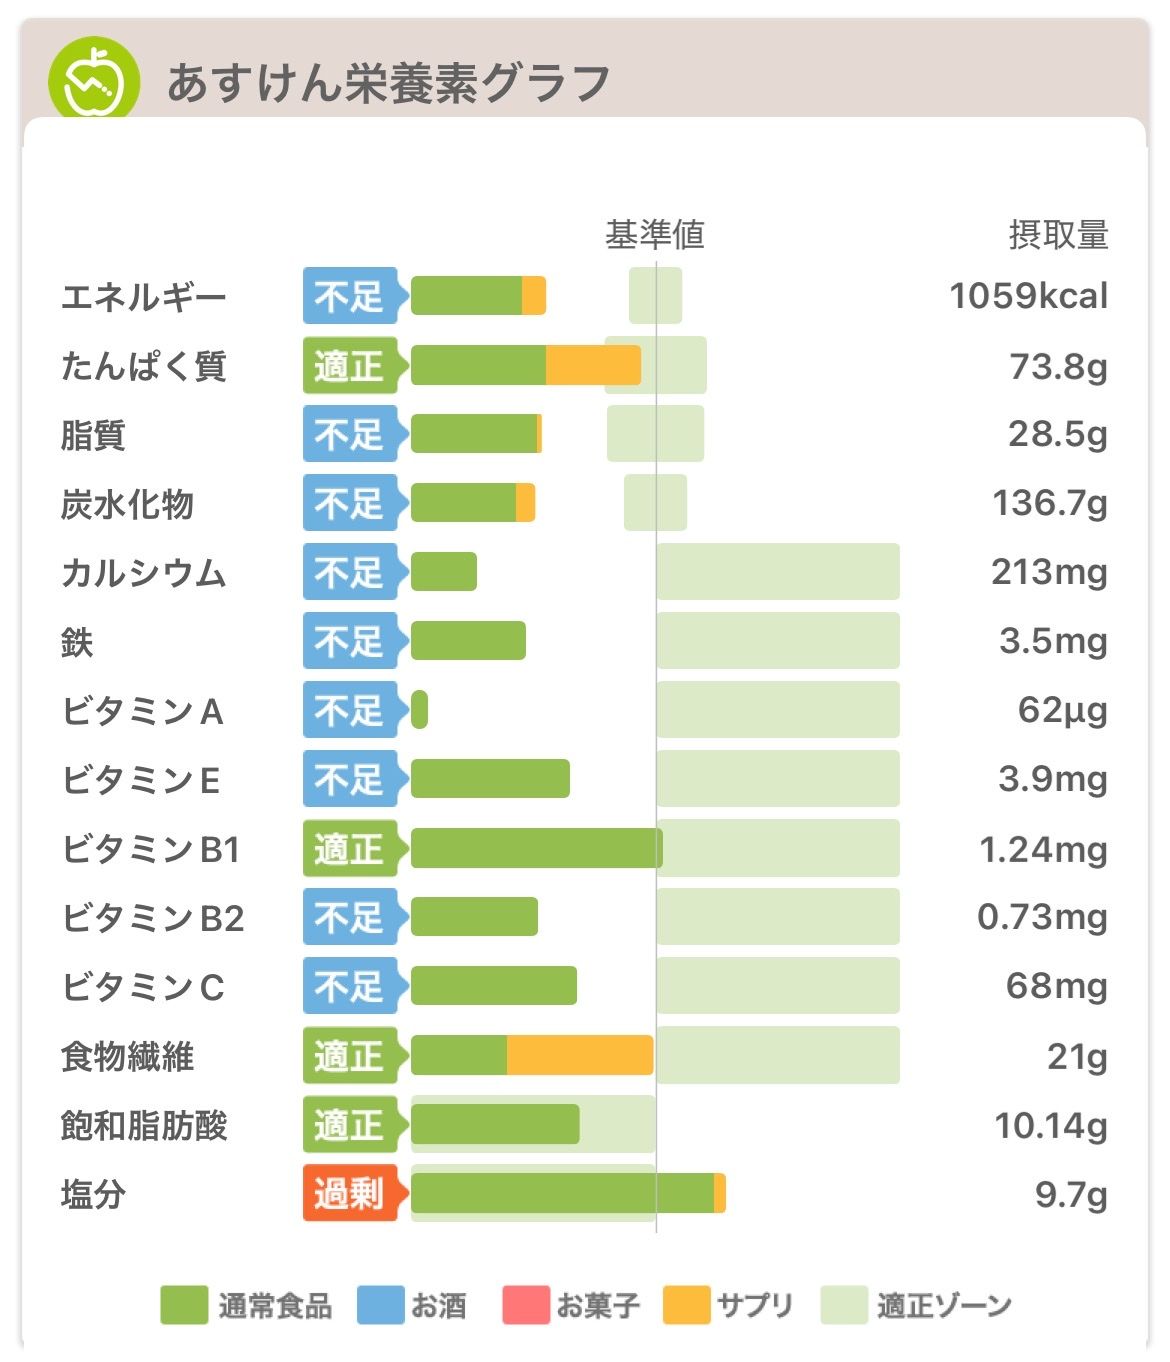 あすけん栄養素グラフ
基準値 摂取量
エネルギー 不足 1059kcal
たんぱく質 適正 73.8g
脂質 不足 28.5g
炭水化物 不足 136.7g
カルシウム 不足 213mg
鉄 不足 3.5mg
ビタミンA 不足 62μg
ビタミンE 不足 3.9mg
ビタミンB1 適正 1.24mg
ビタミンB2 不足 0.73mg
ビタミンC 不足 68mg
食物繊維 適正 21g
飽和脂肪酸 適正 10.14g
塩分 過剰 9.7g
通常食品 お酒 お菓子 サプリ 適正ゾーン